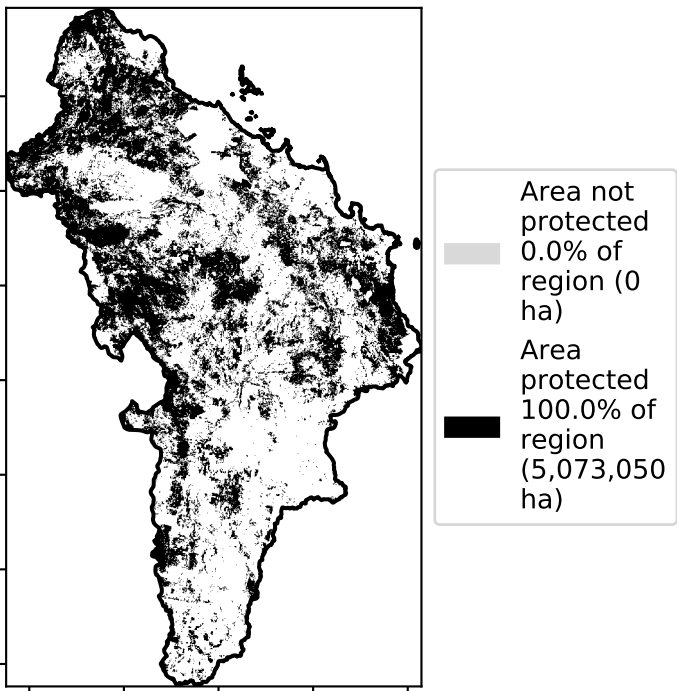 Area not
protected
0.0% of
region (0
ha)
Area
protected
100.0% of
region
(5,073,050
ha)